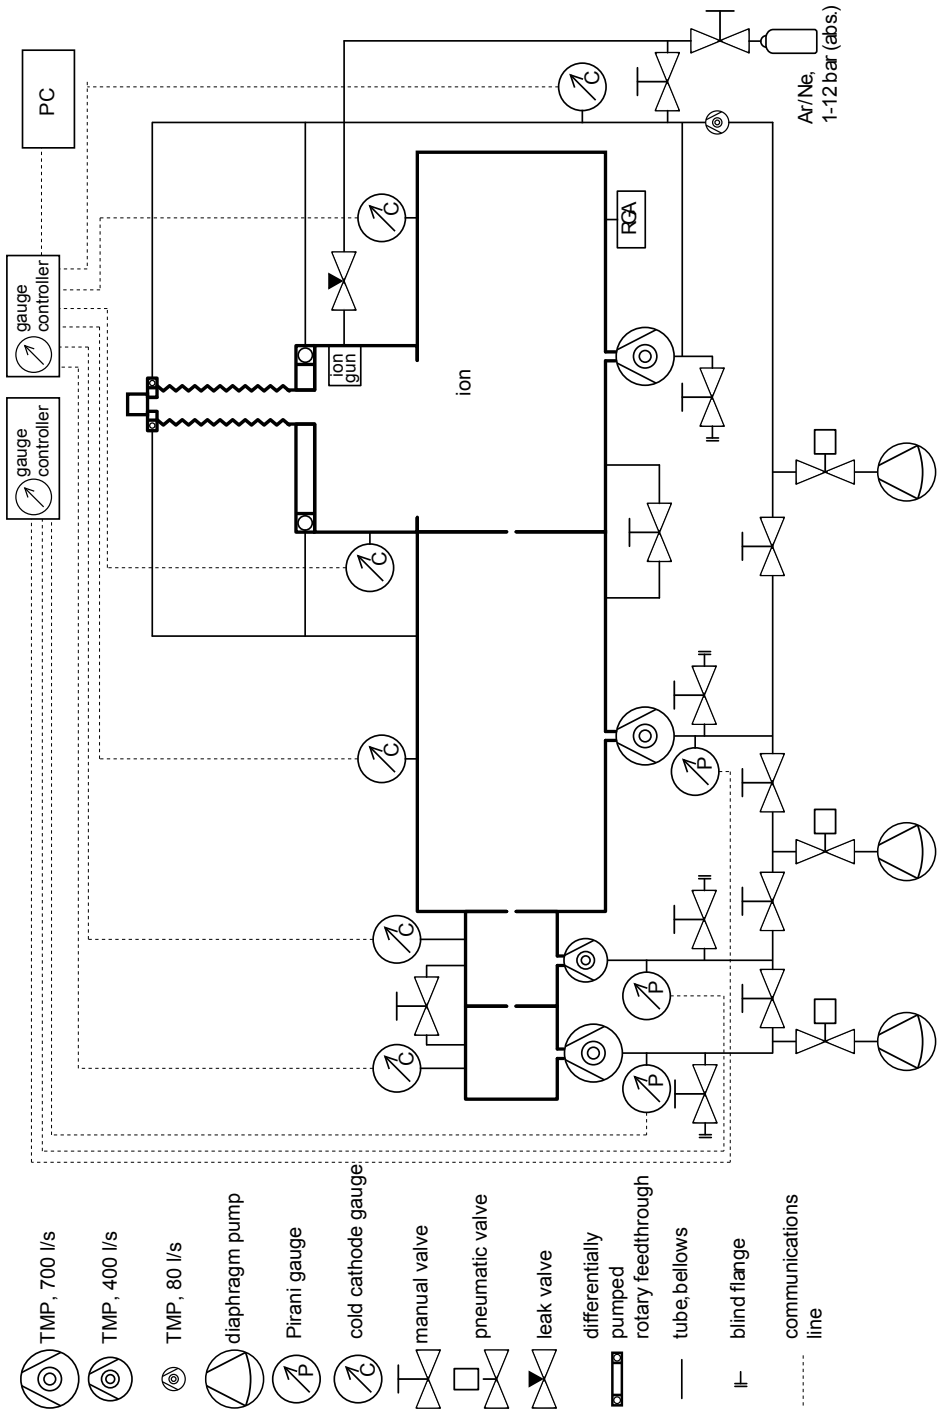 PC
gauge
controller
gauge
controller
C
C
C
C
C
C
P
P
P
ion
gun
ion
RGA
Ar/Ne,
1-12 bar (abs.)
TMP, 700 l/s
TMP, 400 l/s
TMP, 80 l/s
diaphragm pump
P
Pirani gauge
C
cold cathode gauge
manual valve
pneumatic valve
leak valve
differentially
pumped
rotary feedthrough
tube, bellows
blind flange
communications
line